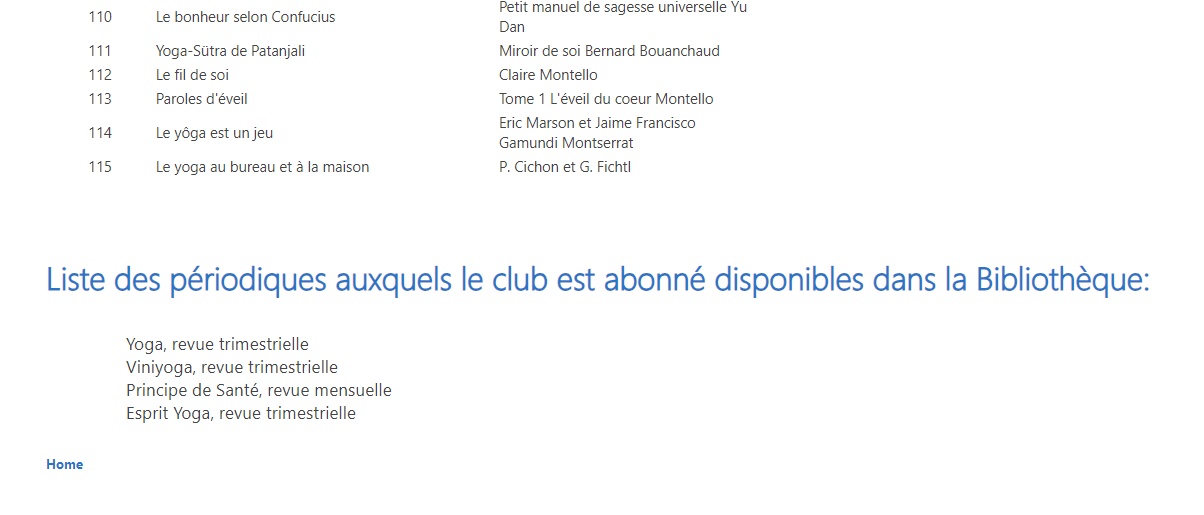 Petit manuel de sagesse universelle Yu
110 Le bonheur selon Confucius
Dan
111 Yoga-Sütra de Patanjali Miroir de soi Bernard Bouanchaud
112 Le fil de soi Claire Montello
113 Paroles d'éveil Tome 1 L'éveil du coeur Montello
Eric Marson et Jaime Francisco
114 Le yôga est un jeu
Gamundi Montserrat
115 Le yoga au bureau et à la maison P. Cichon et G. Fichtl
Liste des périodiques auxquels le club est abonné disponibles dans la Bibliothèque:
Yoga, revue trimestrielle
Viniyoga, revue trimestrielle
Principe de Santé, revue mensuelle
Esprit Yoga, revue trimestrielle
Home